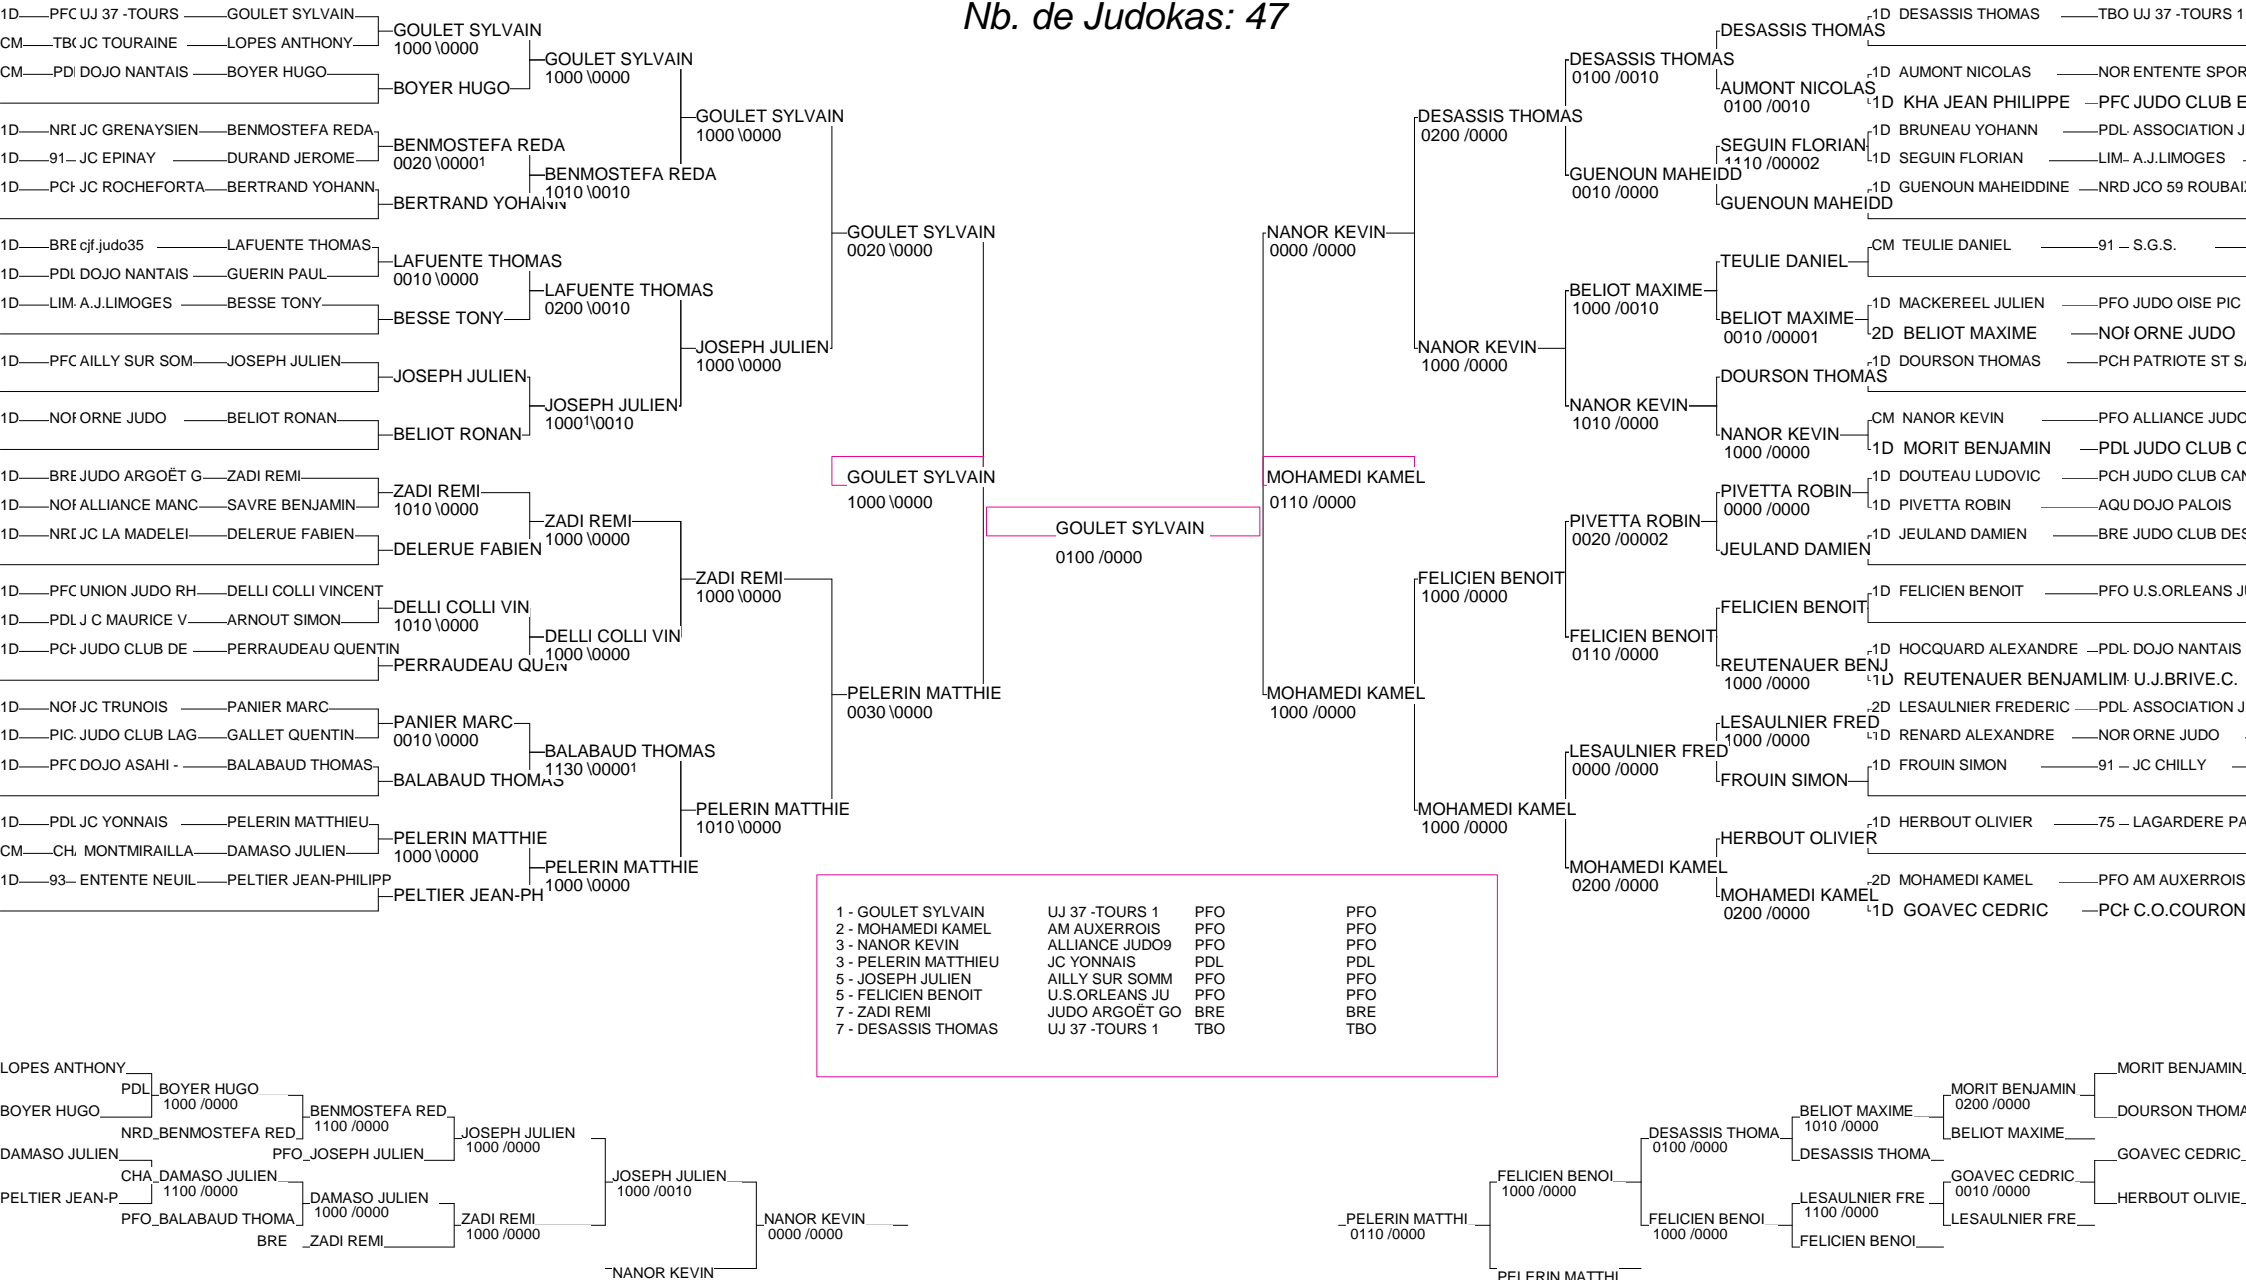 Nb. de Judokas: 47
1D PFO UJ 37 -TOURS GOULET SYLVAIN
CM JC TOURAINE LOPES ANTHONY
CM PDL DOJO NANTAIS BOYER HUGO
1D NRD JC GRENAYSIEN BENMOSTEFA REDA
1D 91 JC EPINAY DURAND JEROME
1D PCH JC ROCHEFORTA BERTRAND YOHANN
1D BRE cjf.judo35 LAFUENTE THOMAS
1D PDL DOJO NANTAIS GUERIN PAUL
1D LIM A.J.LIMOGES BESSE TONY
1D PFO AILLY SUR SOM JOSEPH JULIEN
1D NOR ORNE JUDO BELIOT RONAN
1D BRE JUDO ARGOËT G ZADI REMI
1D NOR ALLIANCE MANC SAVRE BENJAMIN
1D NRD JC LA MADELEI DELERUE FABIEN
1D PFO UNION JUDO RH DELLI COLLI VINCENT
1D PDL J C MAURICE V ARNOUT SIMON
1D PCH JUDO CLUB DE PERRAUDEAU QUENTIN
1D NOR JC TRUNOIS PANIER MARC
1D PIC JUDO CLUB LAG GALLET QUENTIN
1D PFO DOJO ASAHI - BALABAUD THOMAS
1D PDL JC YONNAIS PELERIN MATTHIEU
CM CHA MONTMIRAILLA DAMASO JULIEN
1D 93 ENTENTE NEUIL PELTIER JEAN-PHILIPP
GOULET SYLVAIN
1000 \0000
BOYER HUGO
BENMOSTEFA REDA
0020 \00001
BERTRAND YOHANN
LAFUENTE THOMAS
0010 \0000
BESSE TONY
JOSEPH JULIEN
BELIOT RONAN
ZADI REMI
1010 \0000
DELERUE FABIEN
DELLI COLLI VIN
1010 \0000
PERRAUDEAU QUEN
PANIER MARC
0010 \0000
BALABAUD THOMAS
PELERIN MATTHIE
1000 \0000
PELTIER JEAN-PH
GOULET SYLVAIN
1000 \0000
BENMOSTEFA REDA
1010 \0010
LAFUENTE THOMAS
0200 \0010
JOSEPH JULIEN
10001\0010
ZADI REMI
1000 \0000
DELLI COLLI VIN
1000 \0000
BALABAUD THOMAS
1130 \00001
PELERIN MATTHIE
1000 \0000
GOULET SYLVAIN
1000 \0000
JOSEPH JULIEN
1000 \0000
ZADI REMI
1000 \0000
PELERIN MATTHIE
1010 \0000
GOULET SYLVAIN
0020 \0000
PELERIN MATTHIE
0030 \0000
GOULET SYLVAIN
1000 \0000
GOULET SYLVAIN
0100 /0000
MOHAMEDI KAMEL
0110 /0000
NANOR KEVIN
0000 /0000
MOHAMEDI KAMEL
1000 /0000
DESASSIS THOMAS
0200 /0000
NANOR KEVIN
1000 /0000
FELICIEN BENOIT
1000 /0000
MOHAMEDI KAMEL
1000 /0000
DESASSIS THOMAS
0100 /0010
GUENOUN MAHEIDD
0010 /0000
BELIOT MAXIME
1000 /0010
NANOR KEVIN
1010 /0000
PIVETTA ROBIN
0020 /00002
FELICIEN BENOIT
0110 /0000
LESAULNIER FRED
0000 /0000
MOHAMEDI KAMEL
0200 /0000
DESASSIS THOMAS
AUMONT NICOLAS
0100 /0010
SEGUIN FLORIAN
1110 /00002
GUENOUN MAHEIDD
TEULIE DANIEL
BELIOT MAXIME
0010 /00001
DOURSON THOMAS
NANOR KEVIN
1000 /0000
PIVETTA ROBIN
0000 /0000
JEULAND DAMIEN
FELICIEN BENOIT
REUTENAUER BENJ
1000 /0000
LESAULNIER FRED
1000 /0000
FROUIN SIMON
HERBOUT OLIVIER
MOHAMEDI KAMEL
0200 /0000
1D DESASSIS THOMAS TBO UJ 37 -TOURS 1
1D AUMONT NICOLAS NOR ENTENTE SPOR
1D KHA JEAN PHILIPPE PFO JUDO CLUB E
1D BRUNEAU YOHANN PDL ASSOCIATION J
1D SEGUIN FLORIAN LIM A.J.LIMOGES
1D GUENOUN MAHEIDDINE NRD JCO 59 ROUBAIX
CM TEULIE DANIEL 91 S.G.S.
1D MACKEREEL JULIEN PFO JUDO OISE PIC
2D BELIOT MAXIME NOR ORNE JUDO
1D DOURSON THOMAS PCH PATRIOTE ST SA
CM NANOR KEVIN PFO ALLIANCE JUDO
1D MORIT BENJAMIN PDL JUDO CLUB C
1D DOUTEAU LUDOVIC PCH JUDO CLUB CAN
1D PIVETTA ROBIN AQU DOJO PALOIS
1D JEULAND DAMIEN BRE JUDO CLUB DES
1D FELICIEN BENOIT PFO U.S.ORLEANS JU
1D HOCQUARD ALEXANDRE PDL DOJO NANTAIS
1D REUTENAUER BENJAM LIM U.J.BRIVE.C.
2D LESAULNIER FREDERIC PDL ASSOCIATION J
1D RENARD ALEXANDRE NOR ORNE JUDO
1D FROUIN SIMON 91 JC CHILLY
1D HERBOUT OLIVIER 75 LAGARDERE PA
2D MOHAMEDI KAMEL PFO AM AUXERROIS
1D GOAVEC CEDRIC PCH C.O.COURON
1 - GOULET SYLVAIN UJ 37 -TOURS 1 PFO PFO
2 - MOHAMEDI KAMEL AM AUXERROIS PFO PFO
3 - NANOR KEVIN ALLIANCE JUDO9 PFO PFO
3 - PELERIN MATTHIEU JC YONNAIS PDL PDL
5 - JOSEPH JULIEN AILLY SUR SOMM PFO PFO
5 - FELICIEN BENOIT U.S.ORLEANS JU PFO PFO
7 - ZADI REMI JUDO ARGOËT GO BRE BRE
7 - DESASSIS THOMAS UJ 37 -TOURS 1 TBO TBO
LOPES ANTHONY
BOYER HUGO
DAMASO JULIEN
PELTIER JEAN-P
PDL BOYER HUGO
1000 /0000
NRD BENMOSTEFA RED
CHA DAMASO JULIEN
1100 /0000
PFO BALABAUD THOMA
BENMOSTEFA RED
1100 /0000
PFO JOSEPH JULIEN
DAMASO JULIEN
1000 /0000
BRE ZADI REMI
JOSEPH JULIEN
1000 /0000
ZADI REMI
1000 /0000
JOSEPH JULIEN
1000 /0010
NANOR KEVIN
NANOR KEVIN
0000 /0000
PELERIN MATTHI
0110 /0000
FELICIEN BENOI
1000 /0000
PELERIN MATTHI
DESASSIS THOMA
0100 /0000
FELICIEN BENOI
1000 /0000
BELIOT MAXIME
1010 /0000
DESASSIS THOMA
LESAULNIER FRE
1100 /0000
FELICIEN BENOI
MORIT BENJAMIN
0200 /0000
BELIOT MAXIME
GOAVEC CEDRIC
0010 /0000
LESAULNIER FRE
MORIT BENJAMIN
DOURSON THOMA
GOAVEC CEDRIC
HERBOUT OLIVIE